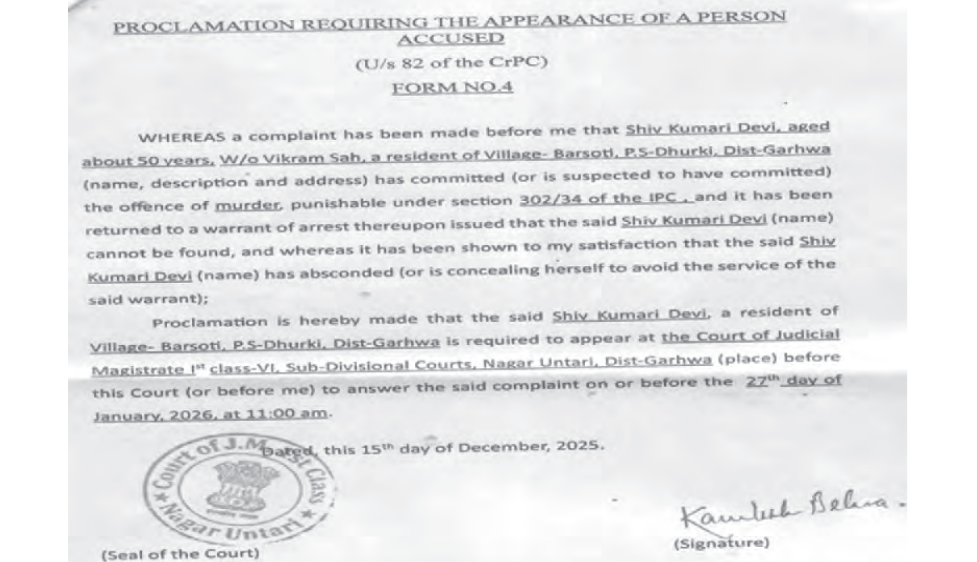 PROCLAMATION REQUIRING THE APPEARANCE OF A PERSON
ACCUSED
(U/s 82 of the CrPC)
FORM NO.4
WHEREAS a complaint has been made before me that Shiv Kumari Devi, aged
about 50 years, W/o Vikram Sah, a resident of Village- Barsoti, P.S-Dhurki, Dist-Garhwa
(name, description and address) has committed (or is suspected to have committed)
the offence of murder, punishable under section 302/34 of the IPC , and it has been
returned to a warrant of arrest thereupon issued that the said Shiv Kumari Devi (name)
cannot be found, and whereas it has been shown to my satisfaction that the said Shiv
Kumari Devi (name) has absconded (or is concealing herself to avoid the service of the
said warrant);
Proclamation is hereby made that the said Shiv Kumari Devi, a resident of
Village- Barsoti, P.S-Dhurki, Dist-Garhwa is required to appear at the Court of Judicial
Magistrate Ist class-VI, Sub-Divisional Courts, Nagar Untari, Dist-Garhwa (place) before
this Court (or before me) to answer the said complaint on or before the 27th day of
January, 2026, at 11:00 am.
Dated, this 15th day of December, 2025.
Court of J.M. Ist Class
Nagar Untari
(Seal of the Court)
(Signature)